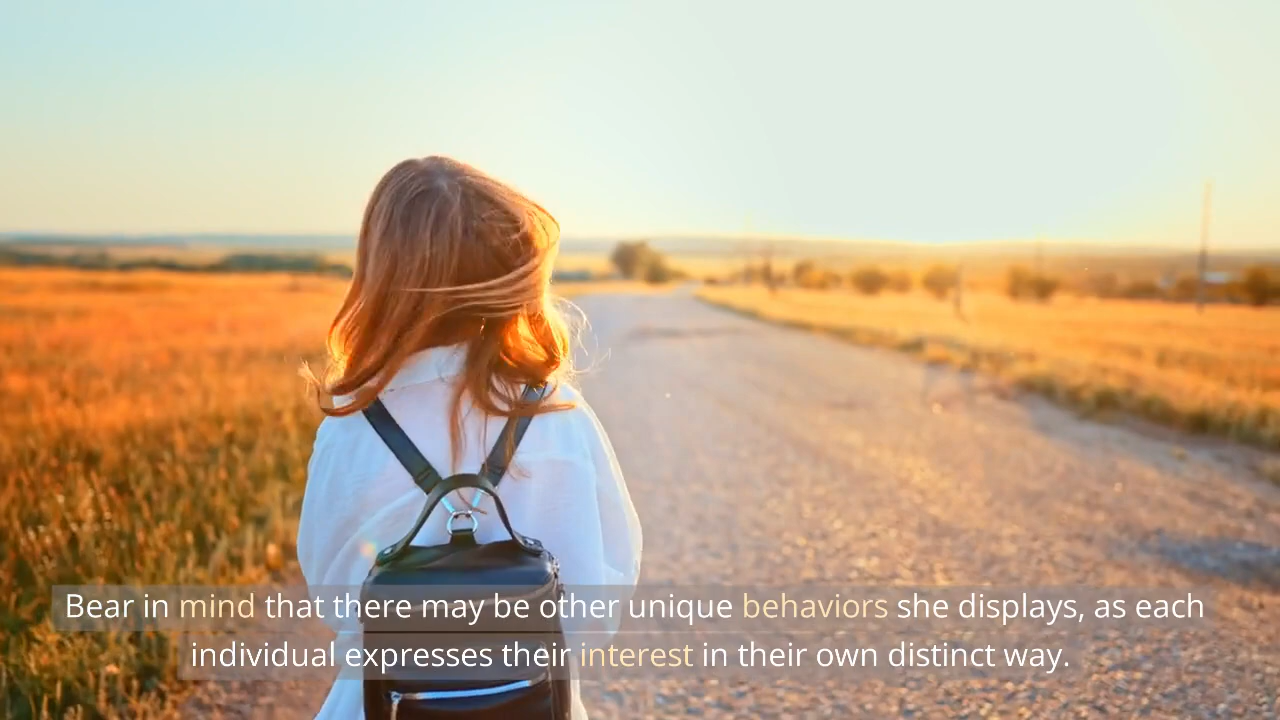 Bear in mind that there may be other unique behaviors she displays, as each
individual expresses their interest in their own distinct way.